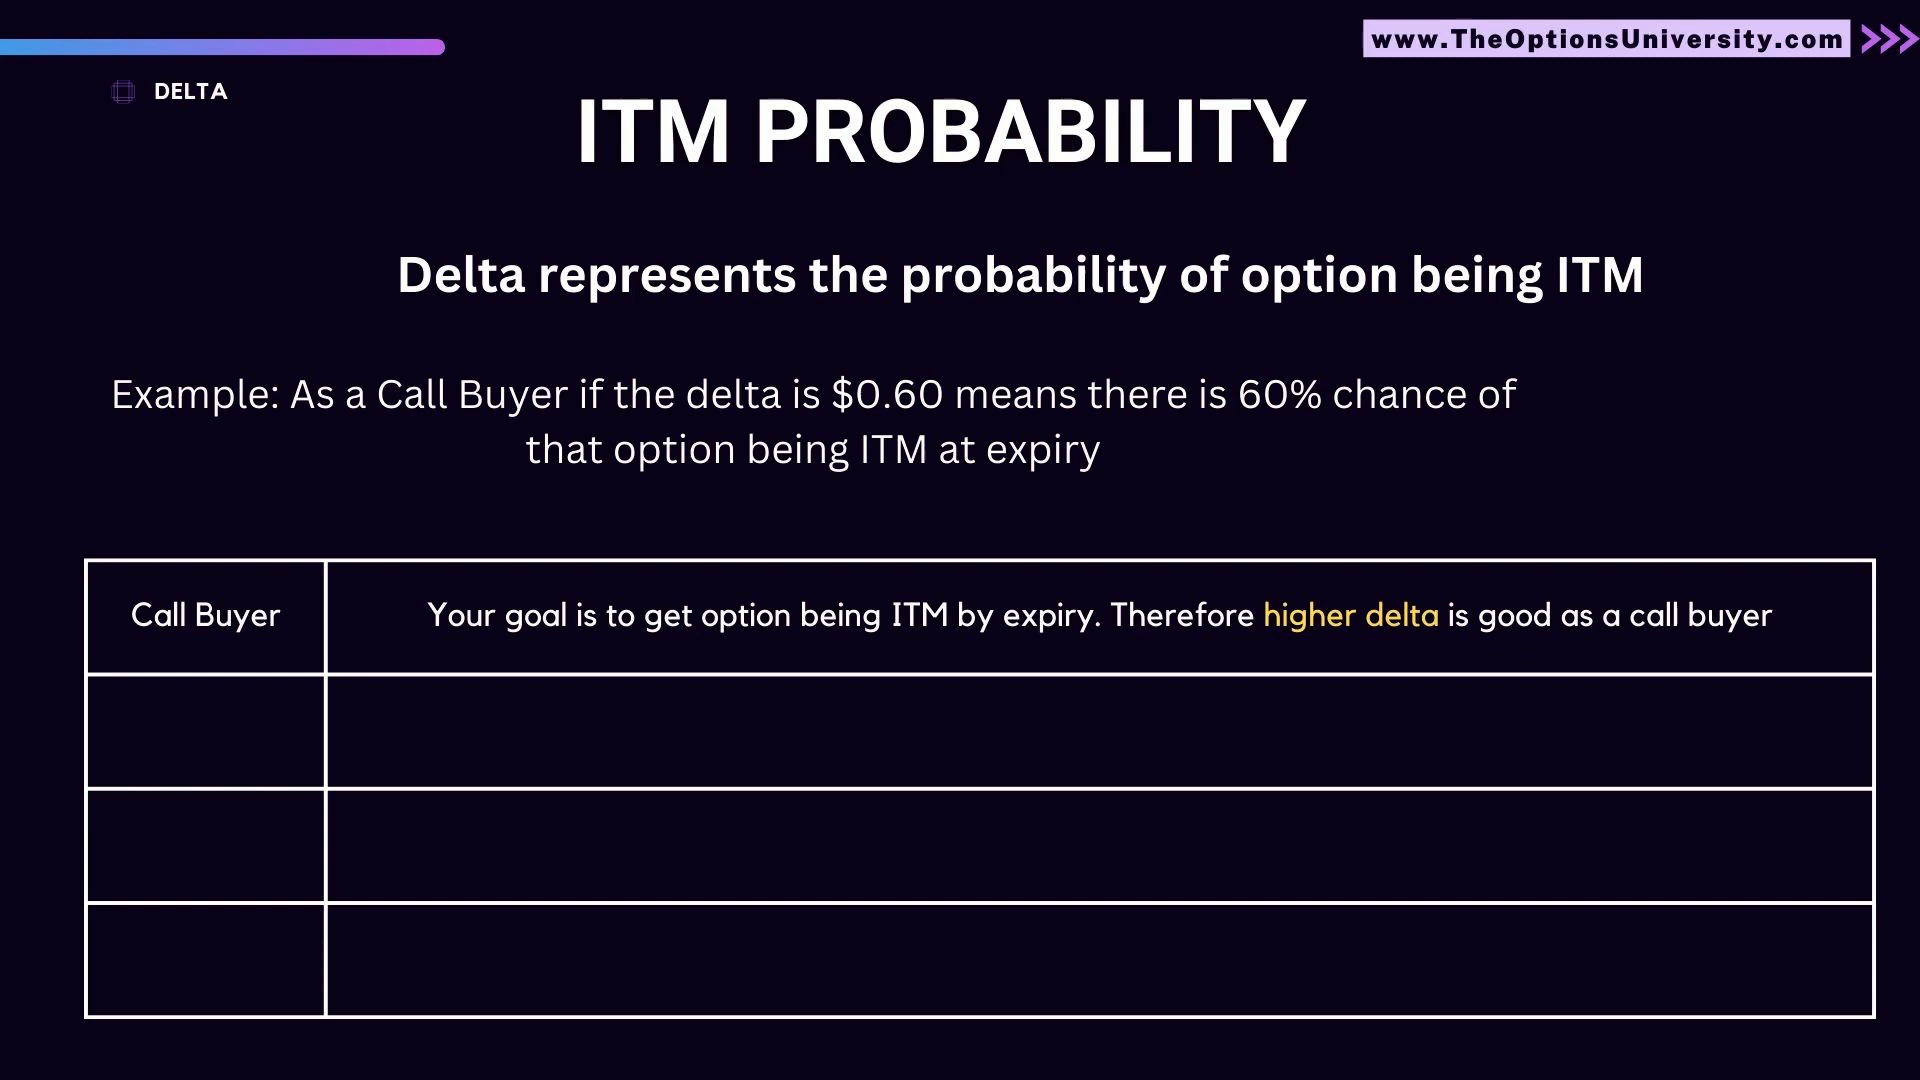 www.TheOptionsUniversity.com
DELTA
ITM PROBABILITY
Delta represents the probability of option being ITM
Example: As a Call Buyer if the delta is $0.60 means there is 60% chance of
that option being ITM at expiry
Call Buyer
Your goal is to get option being ITM by expiry. Therefore higher delta is good as a call buyer